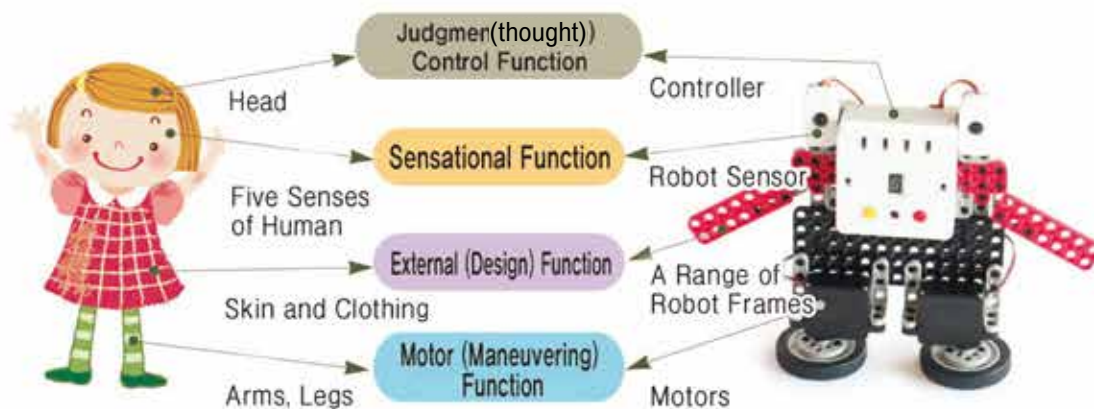 Judgmen(thought))
Control Function
Head
Controller
Sensational Function
Five Senses
of Human
Robot Sensor
External (Design) Function
Skin and Clothing
A Range of
Robot Frames
Motor (Maneuvering)
Function
Arms, Legs
Motors